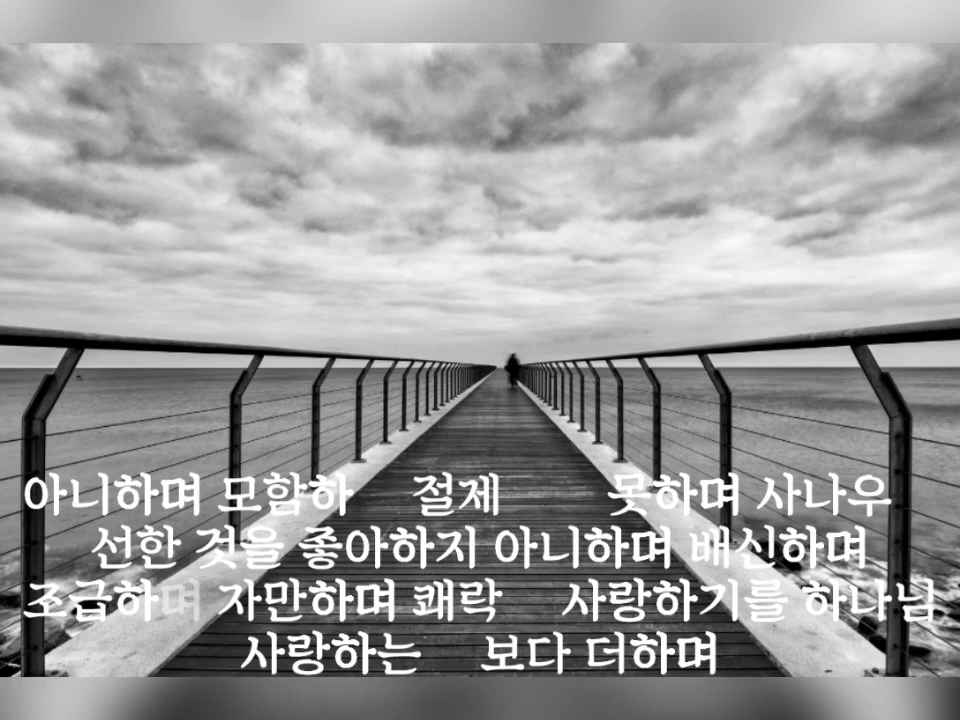 아니하며 모함하 절제 못하며 사나우
선한 것을 좋아하지 아니하며 배신하며
조급하며 자만하며 쾌락 사랑하기를 하나님
사랑하는 보다 더하며